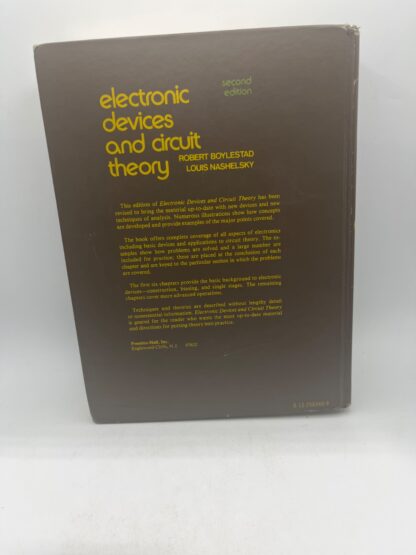 electronic
devices
and circuit
theory
second
edition
ROBERT BOYLESTAD
LOUIS NASHELSKY
This edition of Electronic Devices and Circuit Theory has been
revised to bring the material up-to-date with new devices and new
techniques of analysis. Numerous illustrations show how concepts
are developed and provide examples of the major points covered.
The book offers complete coverage of all aspects of electronics
including basic devices and applications to circuit theory. The ex-
amples show how problems are solved and a large number are
included for practice; these are placed at the conclusion of each
chapter and are keyed to the particular section in which the problems
are covered.
The first six chapters provide the basic background to electronic
devices—construction, biasing, and single stages. The remaining
chapters cover more advanced operations.
Techniques and theories are described without lengthy detail
or nonessential information. Electronic Devices and Circuit Theory
is geared for the reader who wants the most up-to-date material
and directions for putting theory into practice.
Prentice-Hall, Inc.
Englewood Cliffs, N.J. 07632